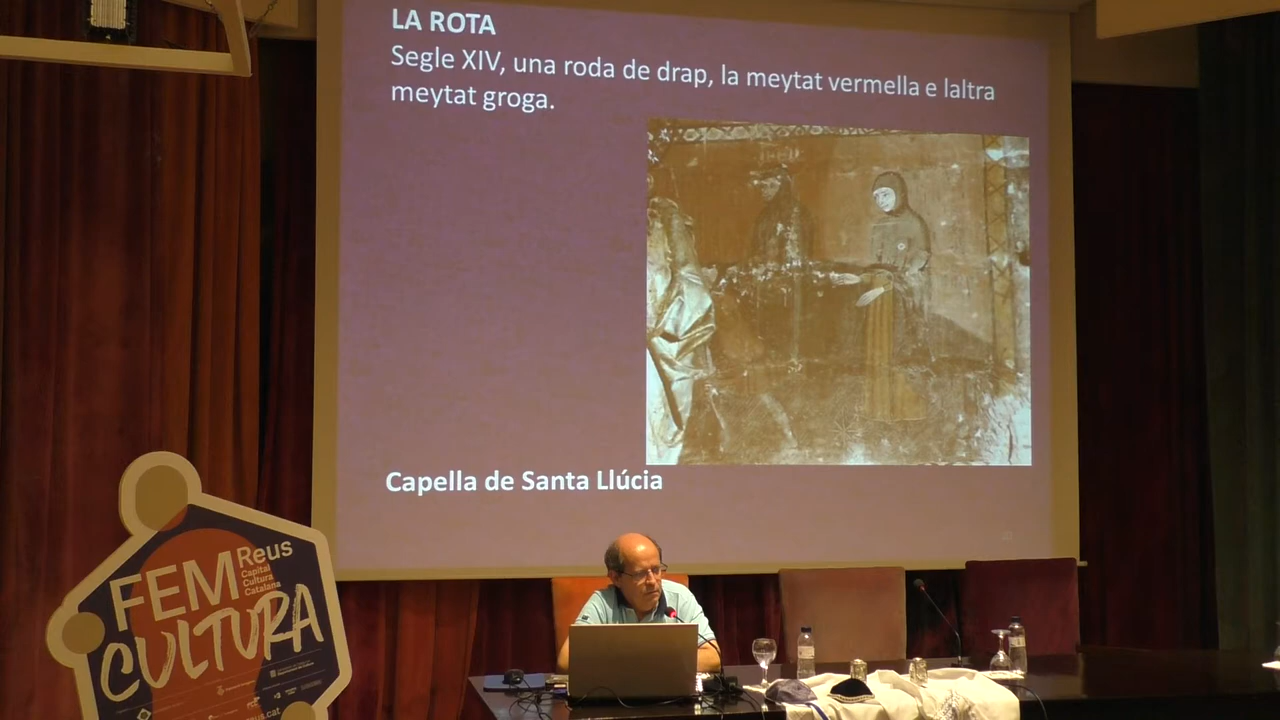 LA ROTA
Segle XIV, una roda de drap, la meytat vermella e laltra
meytat groga.
Capella de Santa Llúcia
FEM
CULTURA
Reus
Capital
Cultura
Catalana